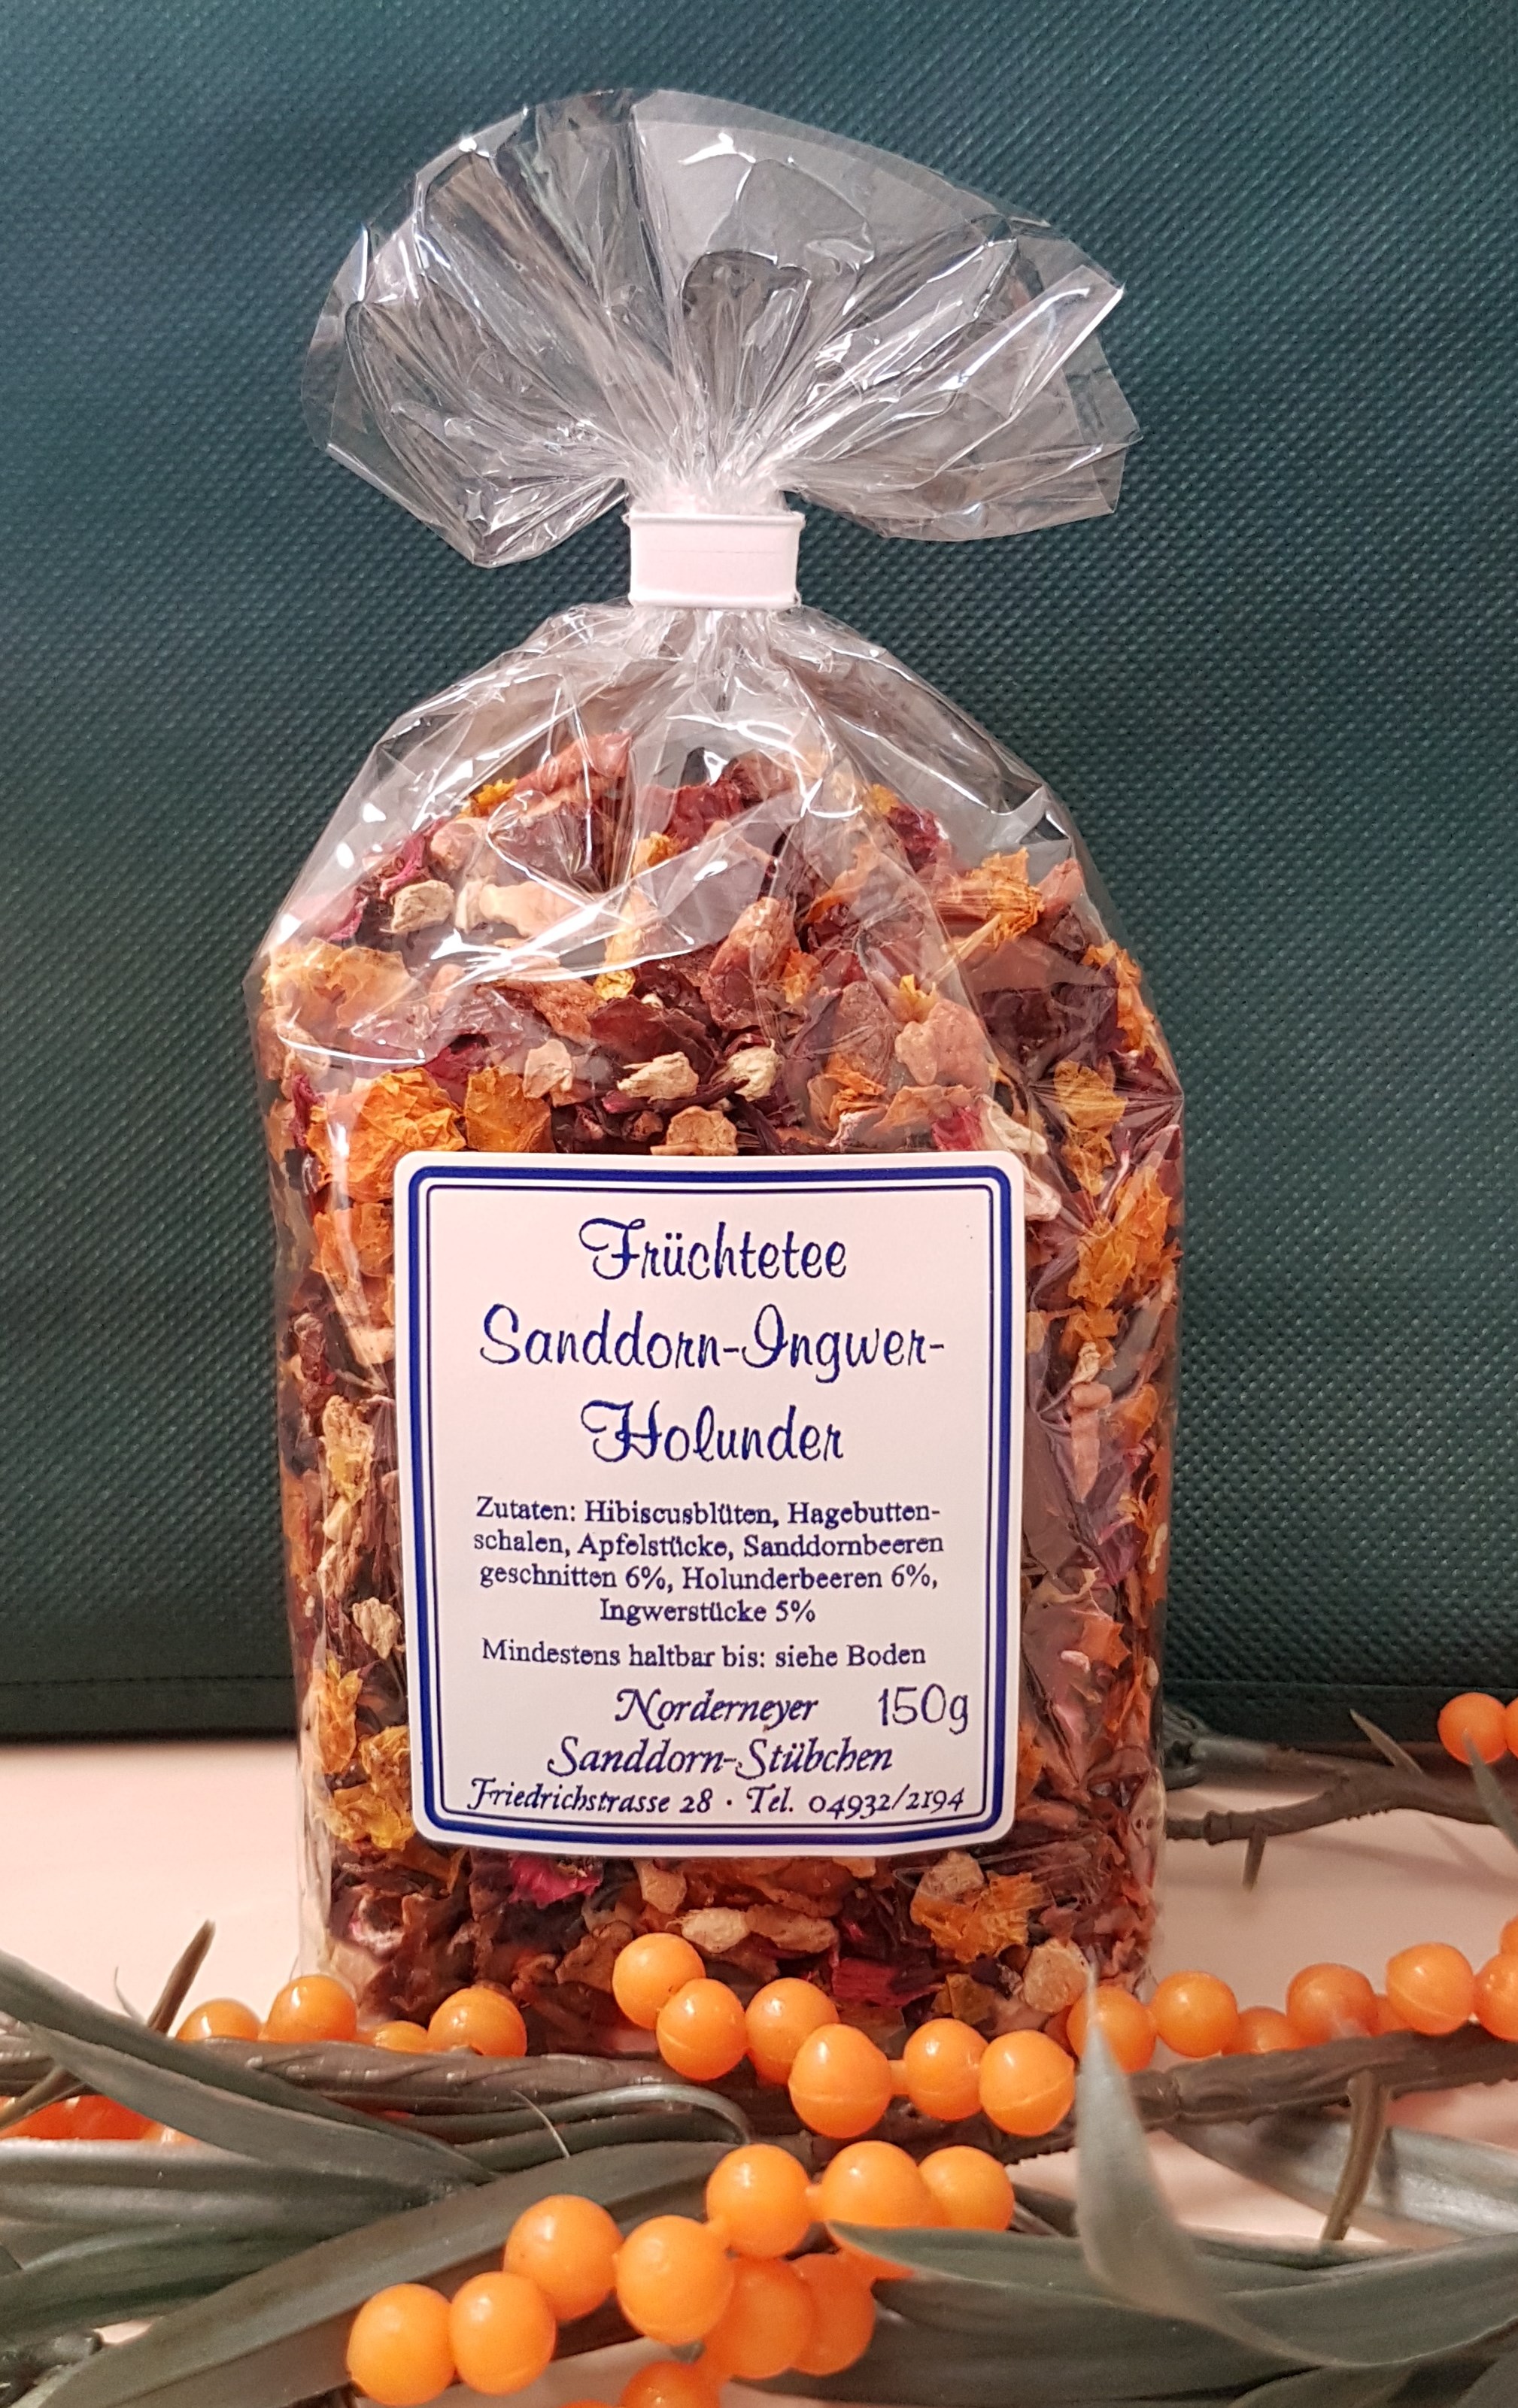 Früchtetee
Sanddorn-Ingwer-
Holunder
Zutaten: Hibiscusblüten, Hagebutten-
schalen, Apfelstücke, Sanddornbeeren
geschnitten 6%, Holunderbeeren 6%,
Ingwerstücke 5%
Mindestens haltbar bis: siehe Boden
Norderneyer 150g
Sanddorn-Stübchen
Friedrichstrasse 28 · Tel. 04932/2194